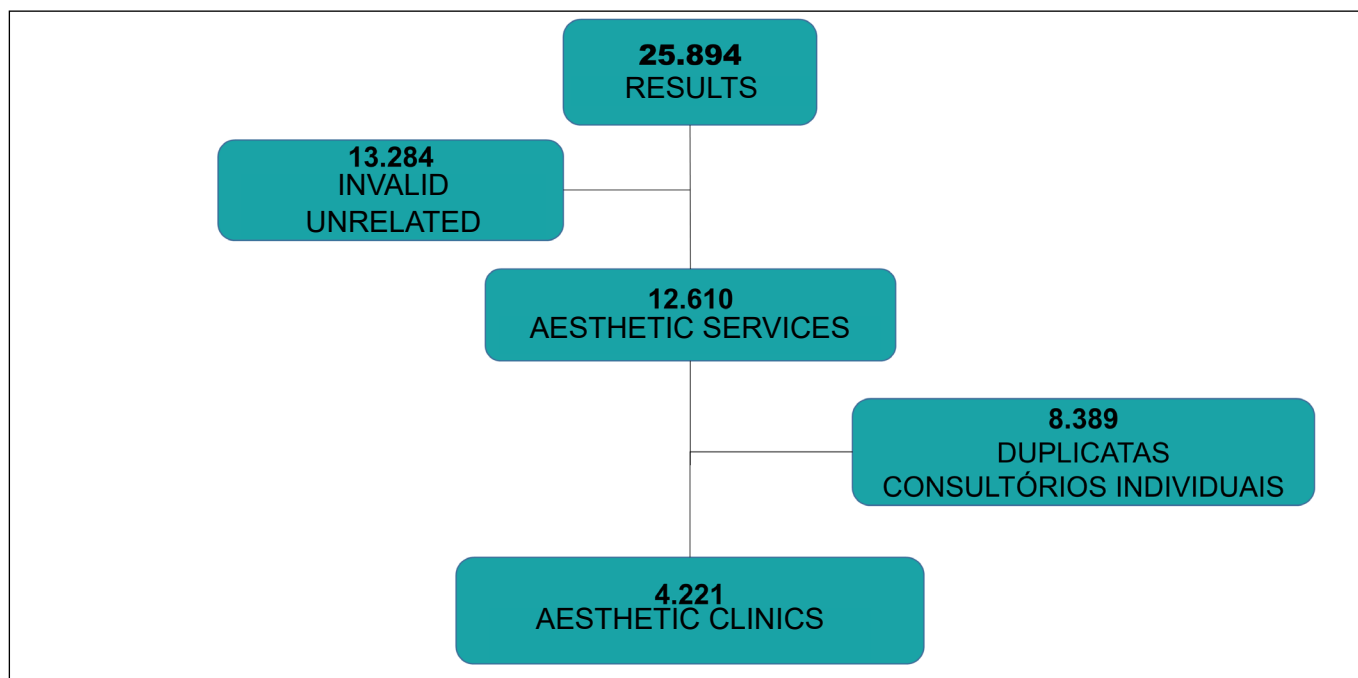 25.894
RESULTS
13.284
INVALID
UNRELATED
12.610
AESTHETIC SERVICES
8.389
DUPLICATAS
CONSULTÓRIOS INDIVIDUAIS
4.221
AESTHETIC CLINICS